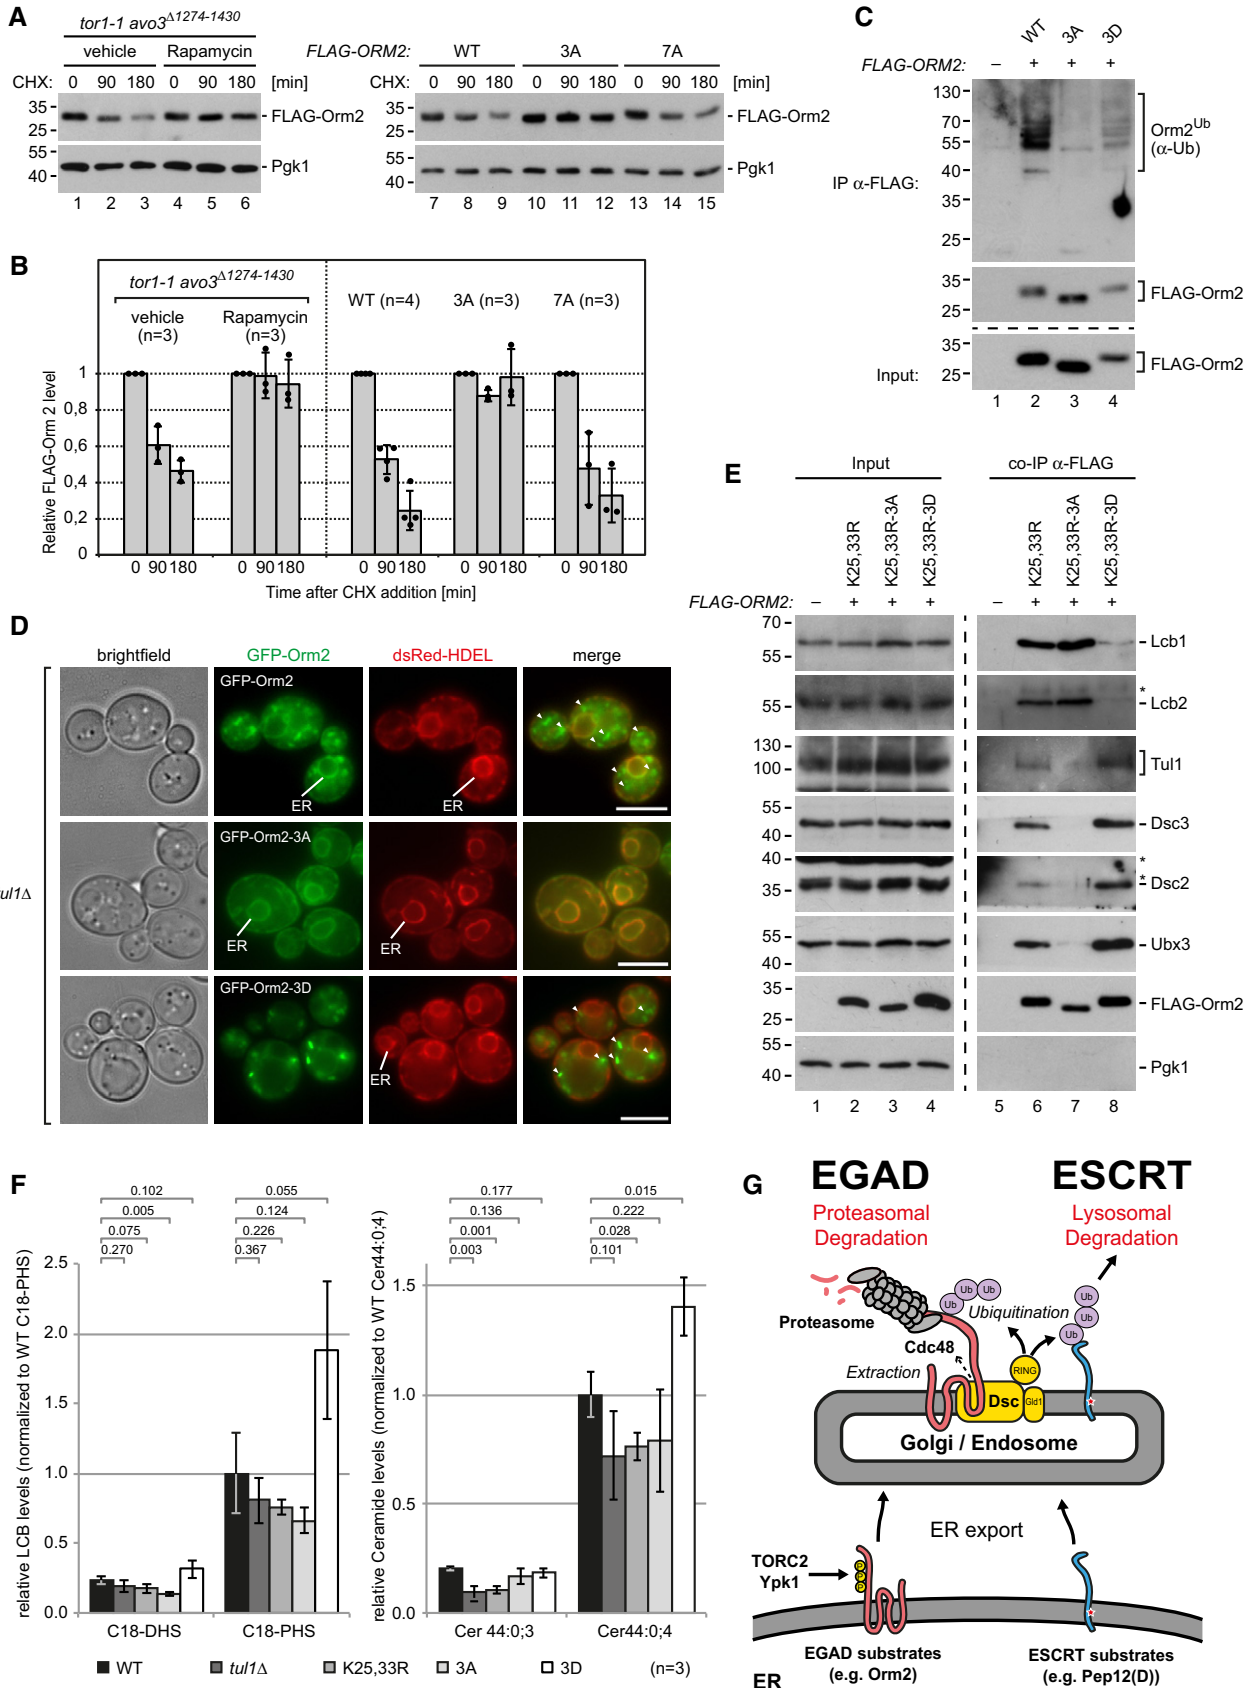 A
tor1-1 avo3Δ1274-1430
vehicle Rapamycin
CHX: 0 90 180 0 90 180 [min]
35
25
FLAG-Orm2
55
40
Pgk1
1 2 3 4 5 6
FLAG-ORM2: WT 3A 7A
CHX: 0 90 180 0 90 180 0 90 180 [min]
35
25
FLAG-Orm2
55
40
Pgk1
7 8 9 10 11 12 13 14 15
B
tor1-1 avo3Δ1274-1430
vehicle (n=3)
Rapamycin (n=3)
WT (n=4) 3A (n=3) 7A (n=3)
Relative FLAG-Orm 2 level
1
0,8
0,6
0,4
0,2
0
0 90 180 0 90 180 0 90 180 0 90 180 0 90 180
Time after CHX addition [min]
C
WT 3A 3D
FLAG-ORM2: – + + +
130
70
55
40
35
25
IP α-FLAG:
Orm2Ub
(α-Ub)
35
25
FLAG-Orm2
Input:
35
25
FLAG-Orm2
1 2 3 4
D
brightfield GFP-Orm2 dsRed-HDEL merge
ul1Δ
GFP-Orm2
ER
ER
GFP-Orm2-3A
ER
ER
GFP-Orm2-3D
ER
E
Input co-IP α-FLAG
K25,33R K25,33R-3A K25,33R-3D K25,33R K25,33R-3A K25,33R-3D
FLAG-ORM2: – + + + – + + +
70
55
Lcb1
55
*
Lcb2
130
100
Tul1
55
40
Dsc3
40
35
*
*
Dsc2
55
40
Ubx3
35
25
FLAG-Orm2
55
40
Pgk1
1 2 3 4 5 6 7 8
F
0.102
0.005
0.075
0.270
0.055
0.124
0.226
0.367
relative LCB levels (normalized to WT C18-PHS)
2.5
2.0
1.5
1.0
0.5
0.0
C18-DHS C18-PHS
0.177
0.136
0.001
0.003
0.015
0.222
0.028
0.101
relative Ceramide levels (normalized to WT Cer44:0;4)
1.5
1.0
0.5
0.0
Cer 44:0;3 Cer44:0;4
WT tul1Δ K25,33R 3A 3D (n=3)
G
EGAD ESCRT
Proteasomal Degradation
Lysosomal Degradation
Proteasome
Ub Ub Ub
Ubiquitination
Ub
Ub
Ub
Cdc48
Extraction
RING
Dsc
Gld1
Golgi / Endosome
ER export
TORC2
Ypk1
P
P
P
EGAD substrates
(e.g. Orm2)
ESCRT substrates
(e.g. Pep12(D))
ER